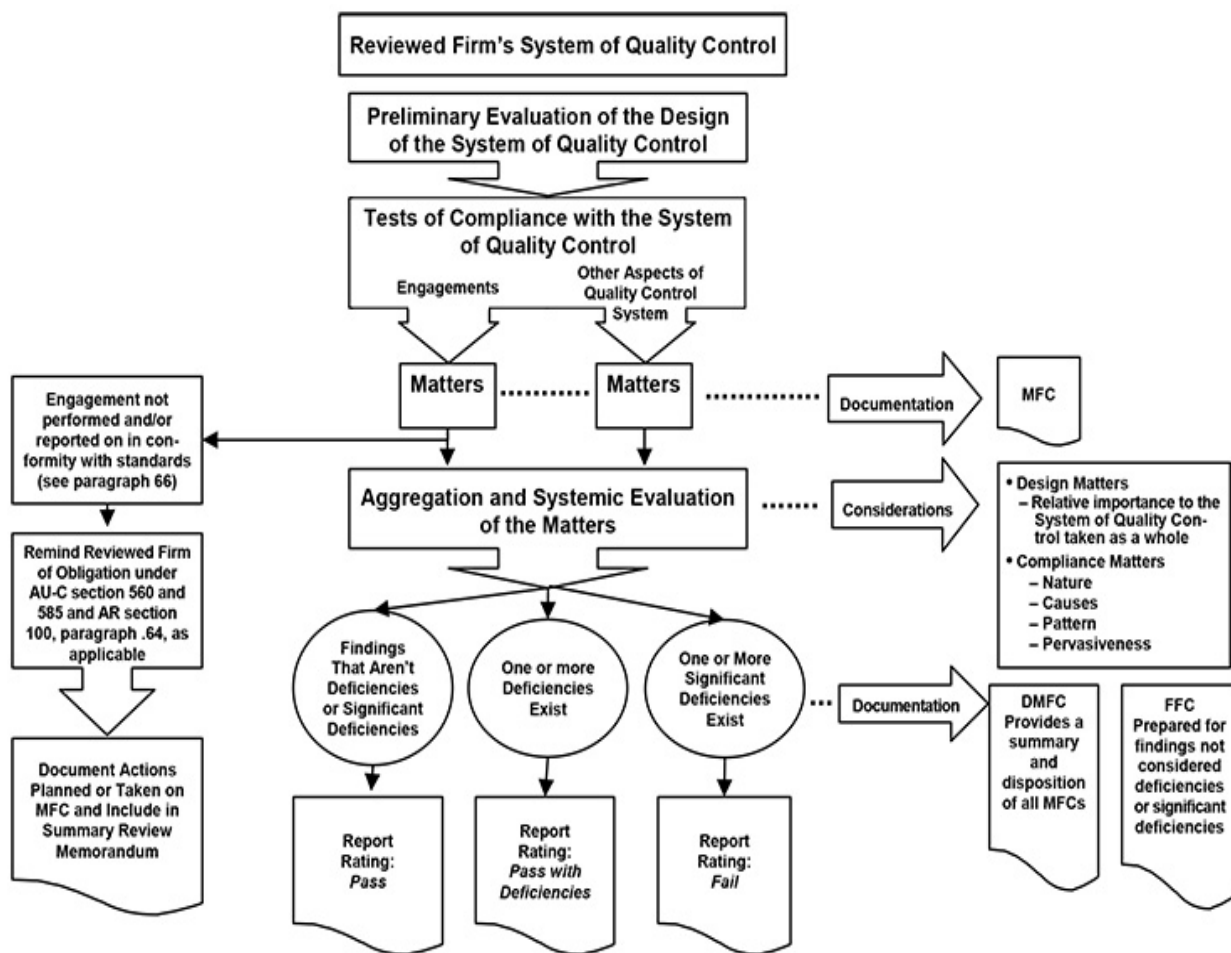 Reviewed Firm's System of Quality Control
Preliminary Evaluation of the Design
of the System of Quality Control
Tests of Compliance with the System
of Quality Control
Engagements
Other Aspects of
Quality Control
System
Matters
Matters
Documentation
MFC
Engagement not
performed and/or
reported on in con-
formity with standards
(see paragraph 66)
Aggregation and Systemic Evaluation
of the Matters
Considerations
• Design Matters
– Relative importance to the
System of Quality Con-
trol taken as a whole
• Compliance Matters
– Nature
– Causes
– Pattern
– Pervasiveness
Remind Reviewed Firm
of Obligation under
AU-C section 560 and
585 and AR section
100, paragraph .64, as
applicable
Findings
That Aren't
Deficiencies
or Significant
Deficiencies
One or more
Deficiencies
Exist
One or More
Significant
Deficiencies
Exist
Documentation
DMFC
Provides a
summary
and
disposition
of all MFCs
FFC
Prepared for
findings not
considered
deficiencies
or significant
deficiencies
Document Actions
Planned or Taken on
MFC and Include in
Summary Review
Memorandum
Report
Rating:
Pass
Report
Rating:
Pass with
Deficiencies
Report
Rating:
Fail